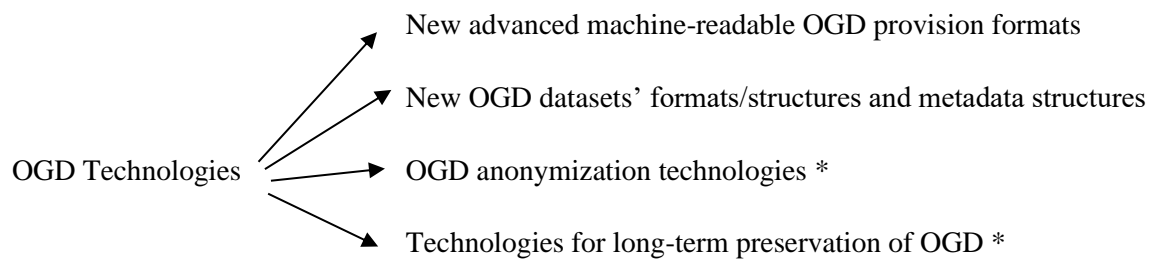 New advanced machine-readable OGD provision formats
New OGD datasets’ formats/structures and metadata structures
OGD Technologies
OGD anonymization technologies *
Technologies for long-term preservation of OGD *